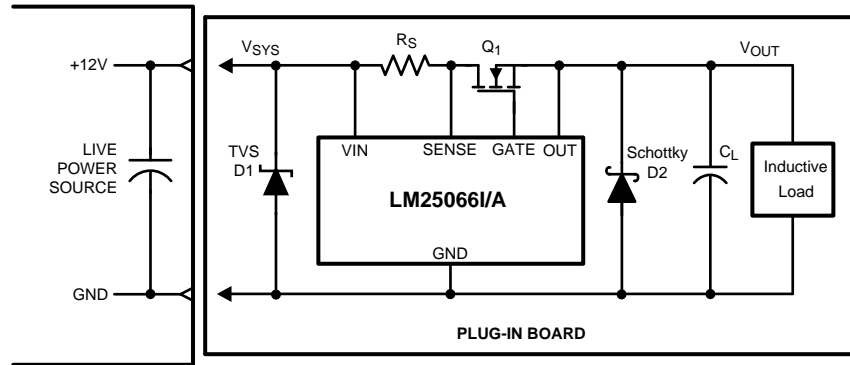 VSYS
RS
Q1
VOUT
+12V
LIVE
POWER
SOURCE
TVS
D1
VIN
SENSE
GATE
OUT
LM25066I/A
GND
Schottky
D2
CL
Inductive
Load
GND
PLUG-IN BOARD